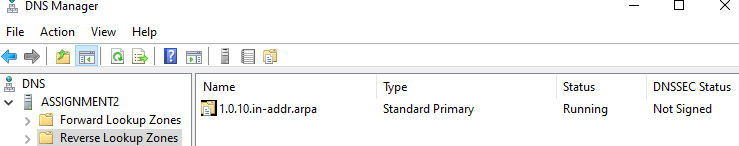 DNS Manager
File Action View Help
DNS
ASSIGNMENT2
Forward Lookup Zones
Reverse Lookup Zones
Name Type Status DNSSEC Status
1.0.10.in-addr.arpa Standard Primary Running Not Signed